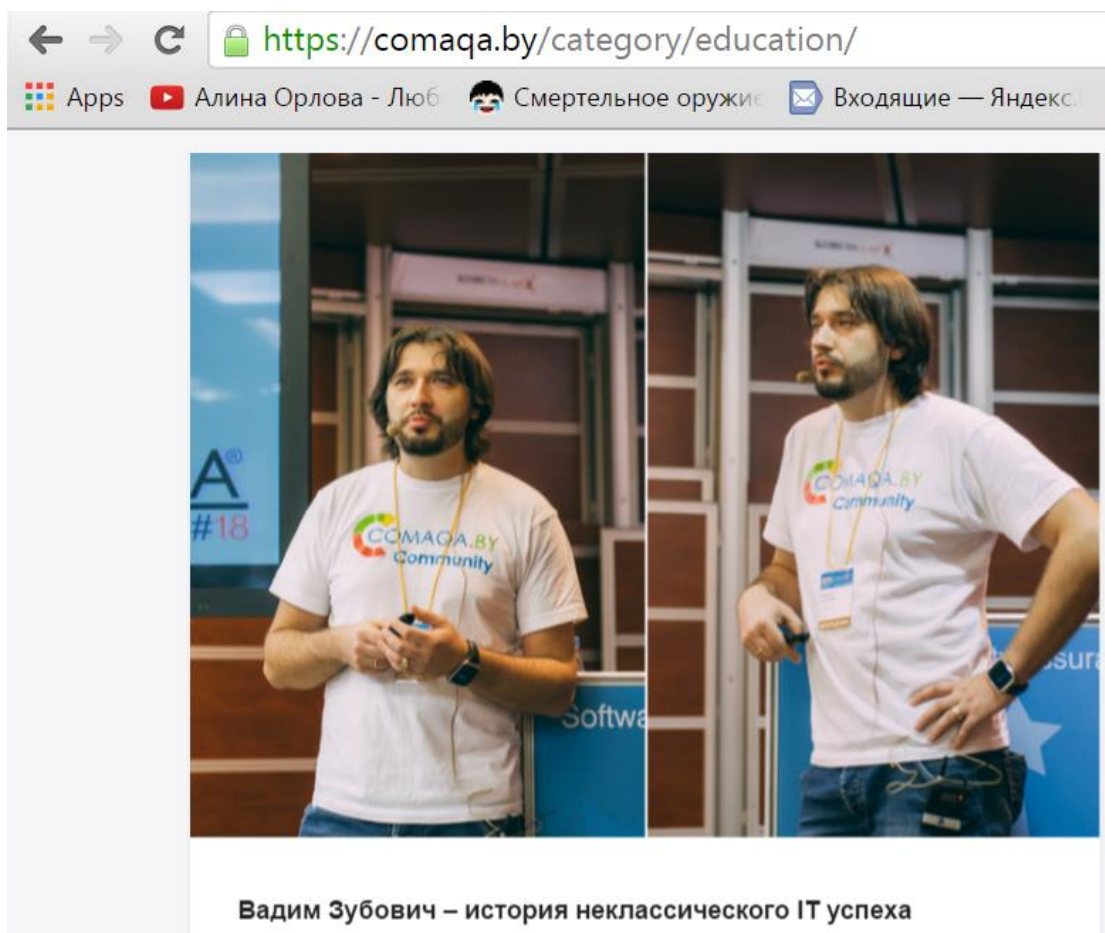 https://comaqa.by/category/education/
Apps Алина Орлова - Люб Смертельное оружие Входящие — Яндекс.
A®
#18
COMAQA.BY
Community
Softwa
COMAQA.BY
Community
ssura
Вадим Зубович – история неклассического IT успеха